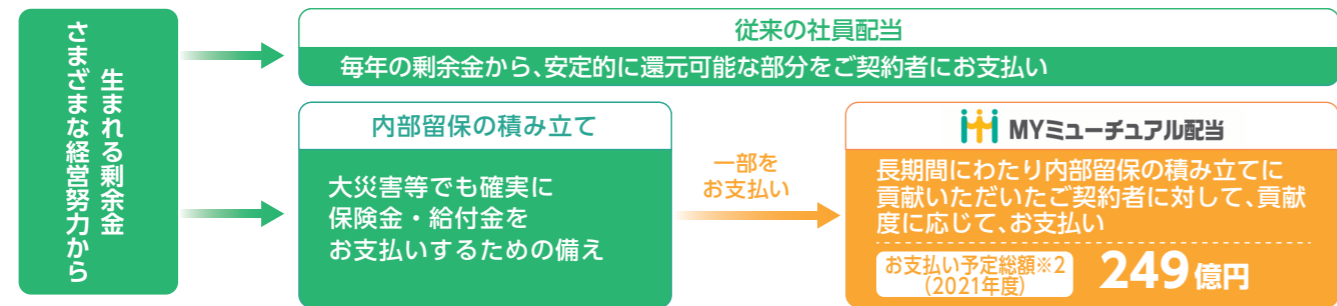 さまざまな経営努力から
生まれる剰余金
従来の社員配当
毎年の剰余金から、安定的に還元可能な部分をご契約者にお支払い
内部留保の積み立て
大災害等でも確実に
保険金・給付金を
お支払いするための備え
一部を
お支払い
MYミューチュアル配当
長期間にわたり内部留保の積み立てに
貢献いただいたご契約者に対して、貢献
度に応じて、お支払い
お支払い予定総額※2
(2021年度)
249億円